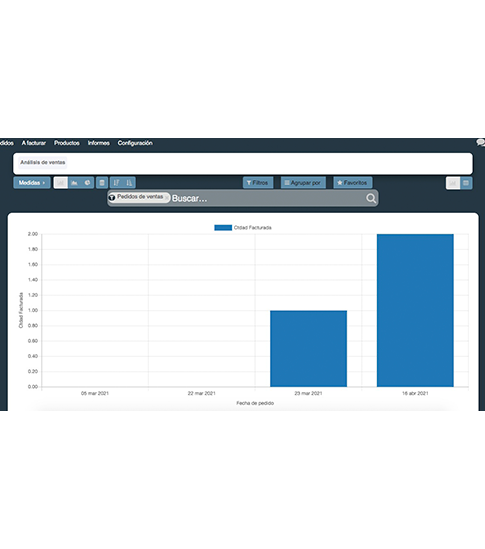 didos A facturar Productos Informes Configuración
Análisis de ventas
Medidas Filtros Agrupar por Favoritos
Pedidos de ventas Buscar...
Ctdad Facturada
2.00
1.80
1.60
1.40
1.20
1.00
0.80
0.60
0.40
0.20
0.00
Ctdad Facturada
05 mar 2021 22 mar 2021 23 mar 2021 16 abr 2021
Fecha de pedido